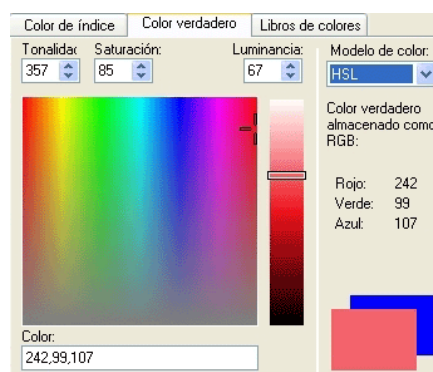 Color de índice Color verdadero Libros de colores
Tonalidac Saturación: Luminancia: Modelo de color:
357 85 67 HSL
Color verdadero
almacenado como
RGB:
Rojo: 242
Verde: 99
Azul: 107
Color:
242,99,107